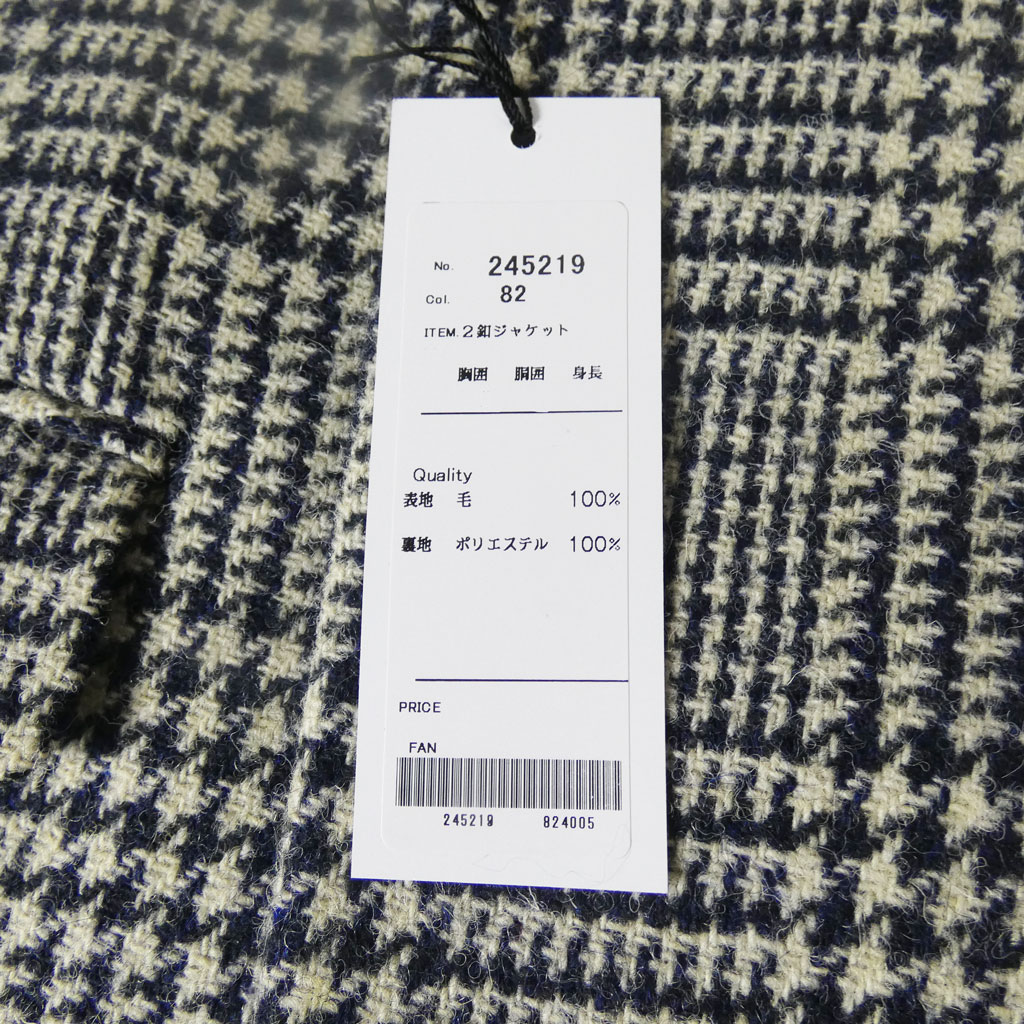 No. 245219
Col. 82
ITEM.2釦ジャケット
胸囲 胴囲 身長
Quality
表地 毛 100%
裏地 ポリエステル 100%
PRICE
FAN
245219 824005